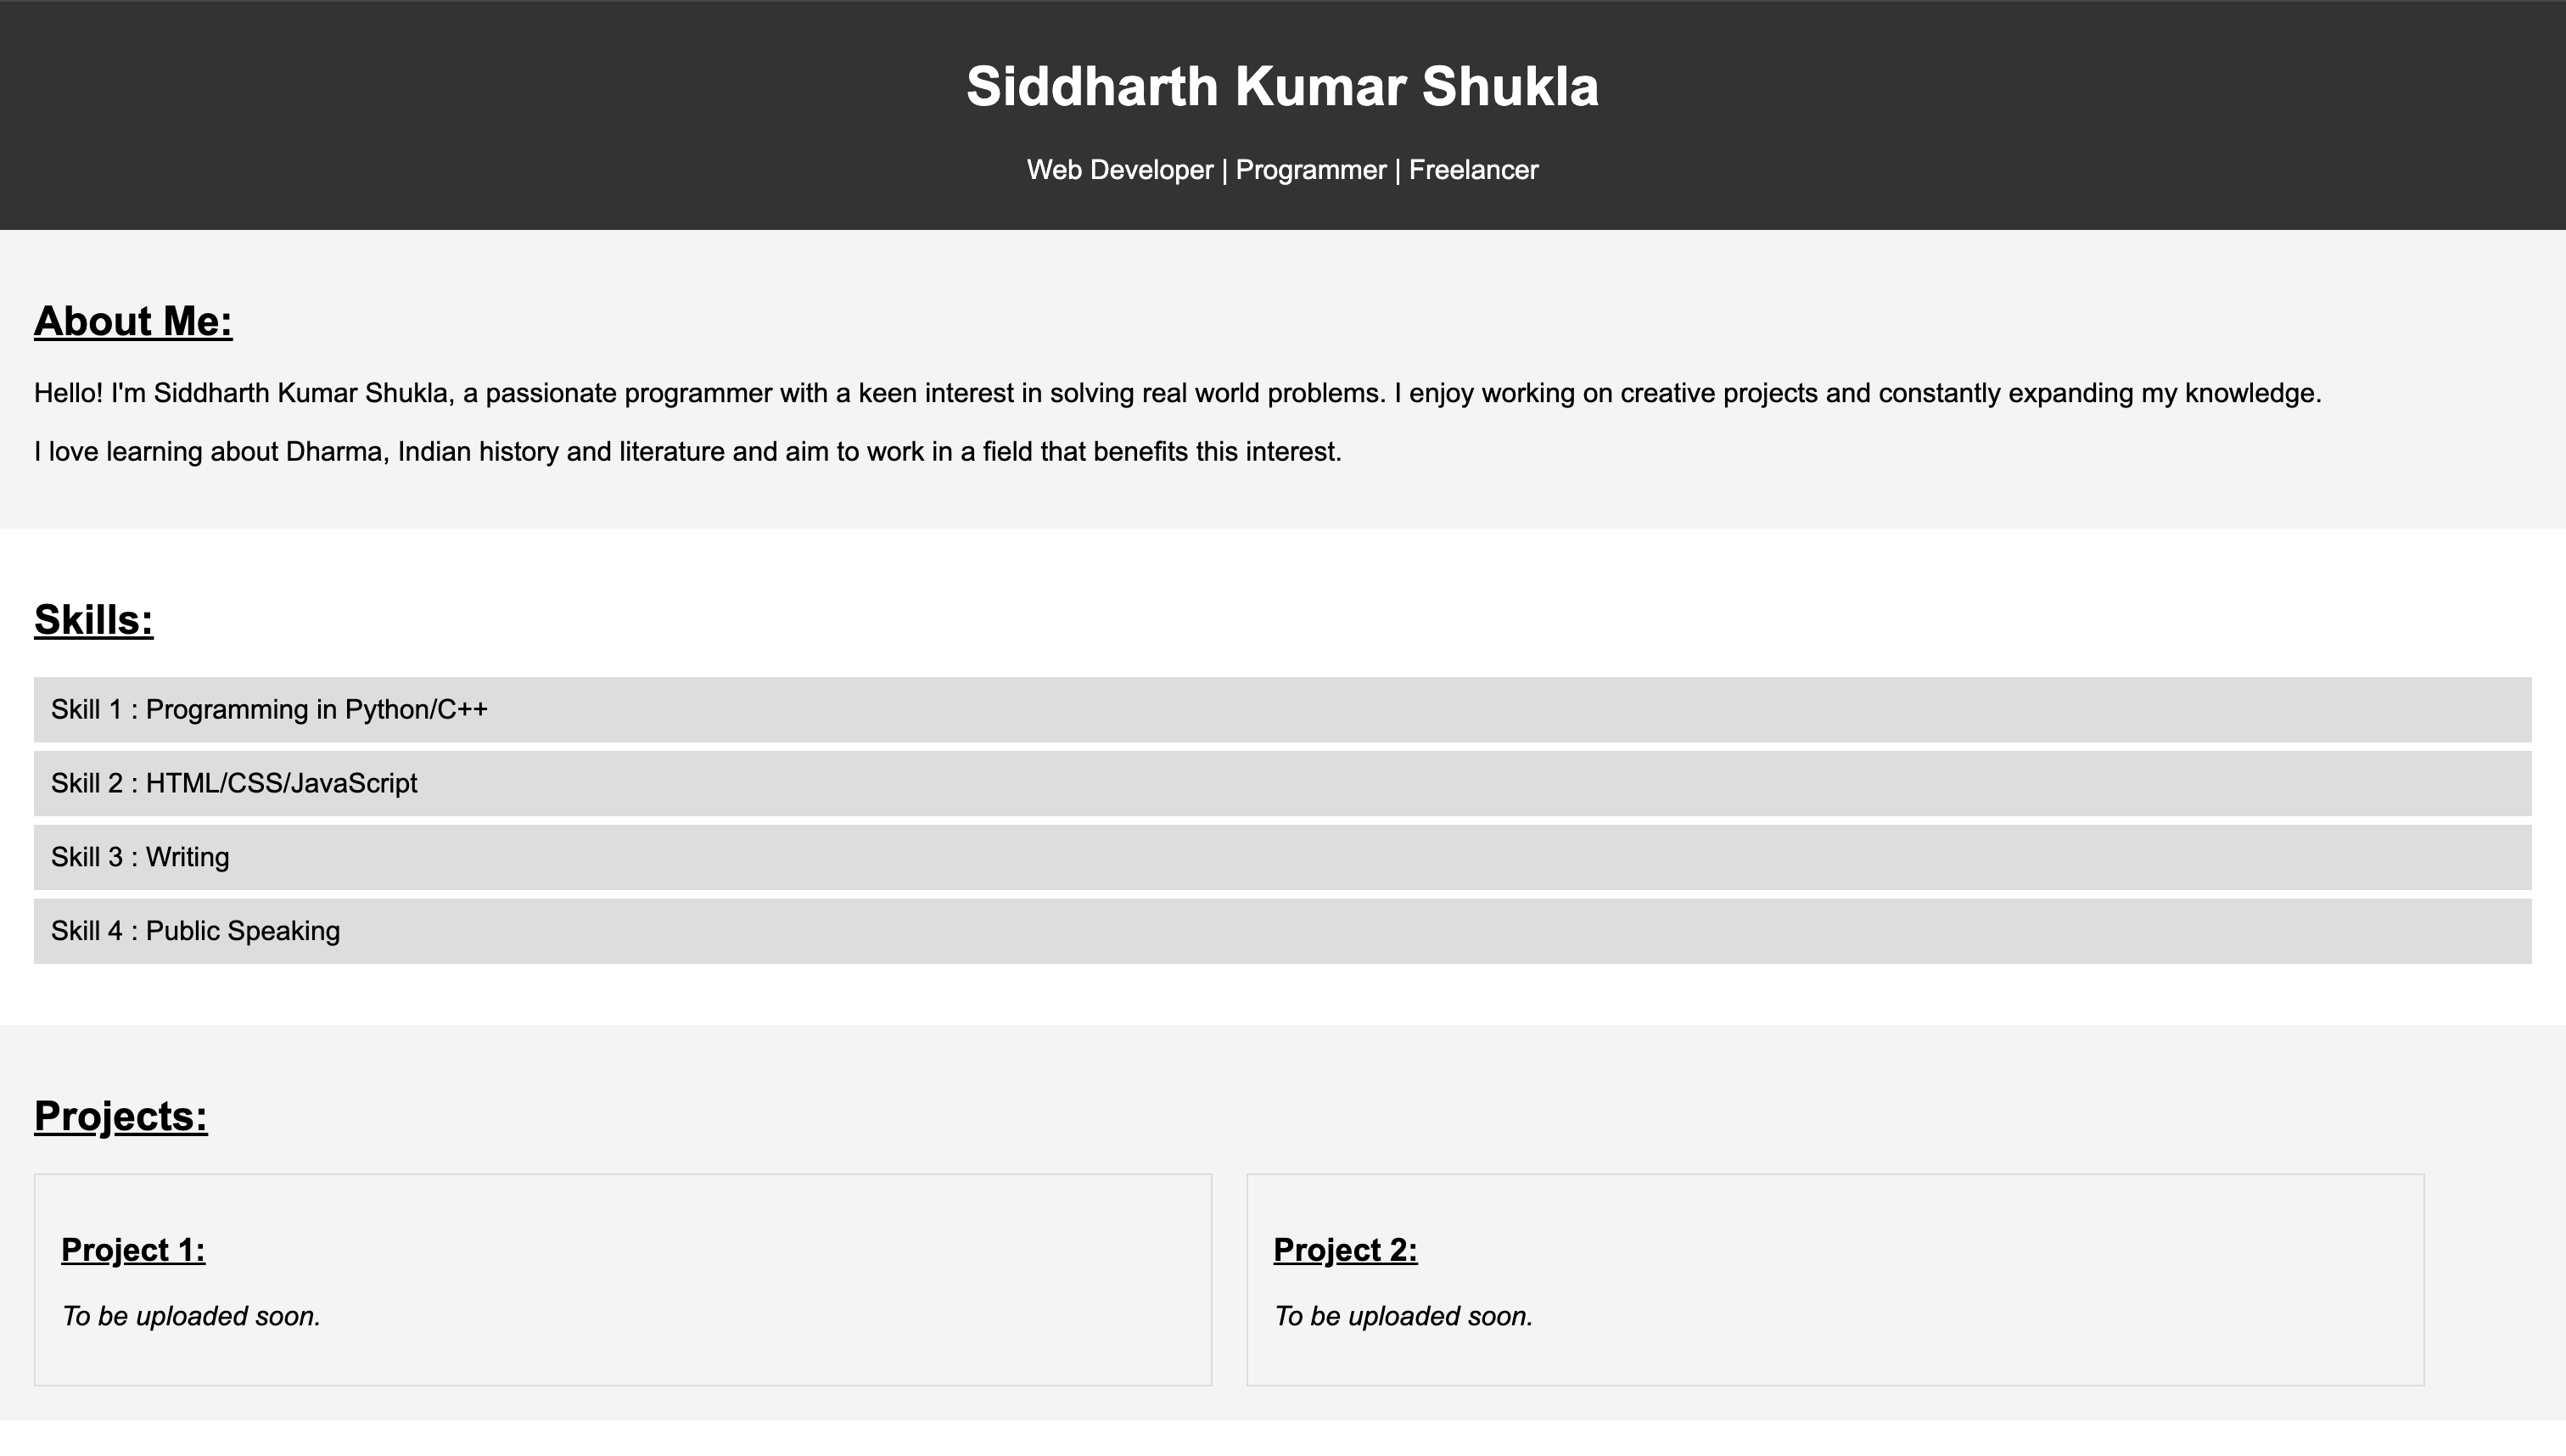 Siddharth Kumar Shukla
Web Developer | Programmer | Freelancer
About Me:
Hello! I'm Siddharth Kumar Shukla, a passionate programmer with a keen interest in solving real world problems. I enjoy working on creative projects and constantly expanding my knowledge.
I love learning about Dharma, Indian history and literature and aim to work in a field that benefits this interest.
Skills:
Skill 1 : Programming in Python/C++
Skill 2 : HTML/CSS/JavaScript
Skill 3 : Writing
Skill 4 : Public Speaking
Projects:
Project 1:
To be uploaded soon.
Project 2:
To be uploaded soon.